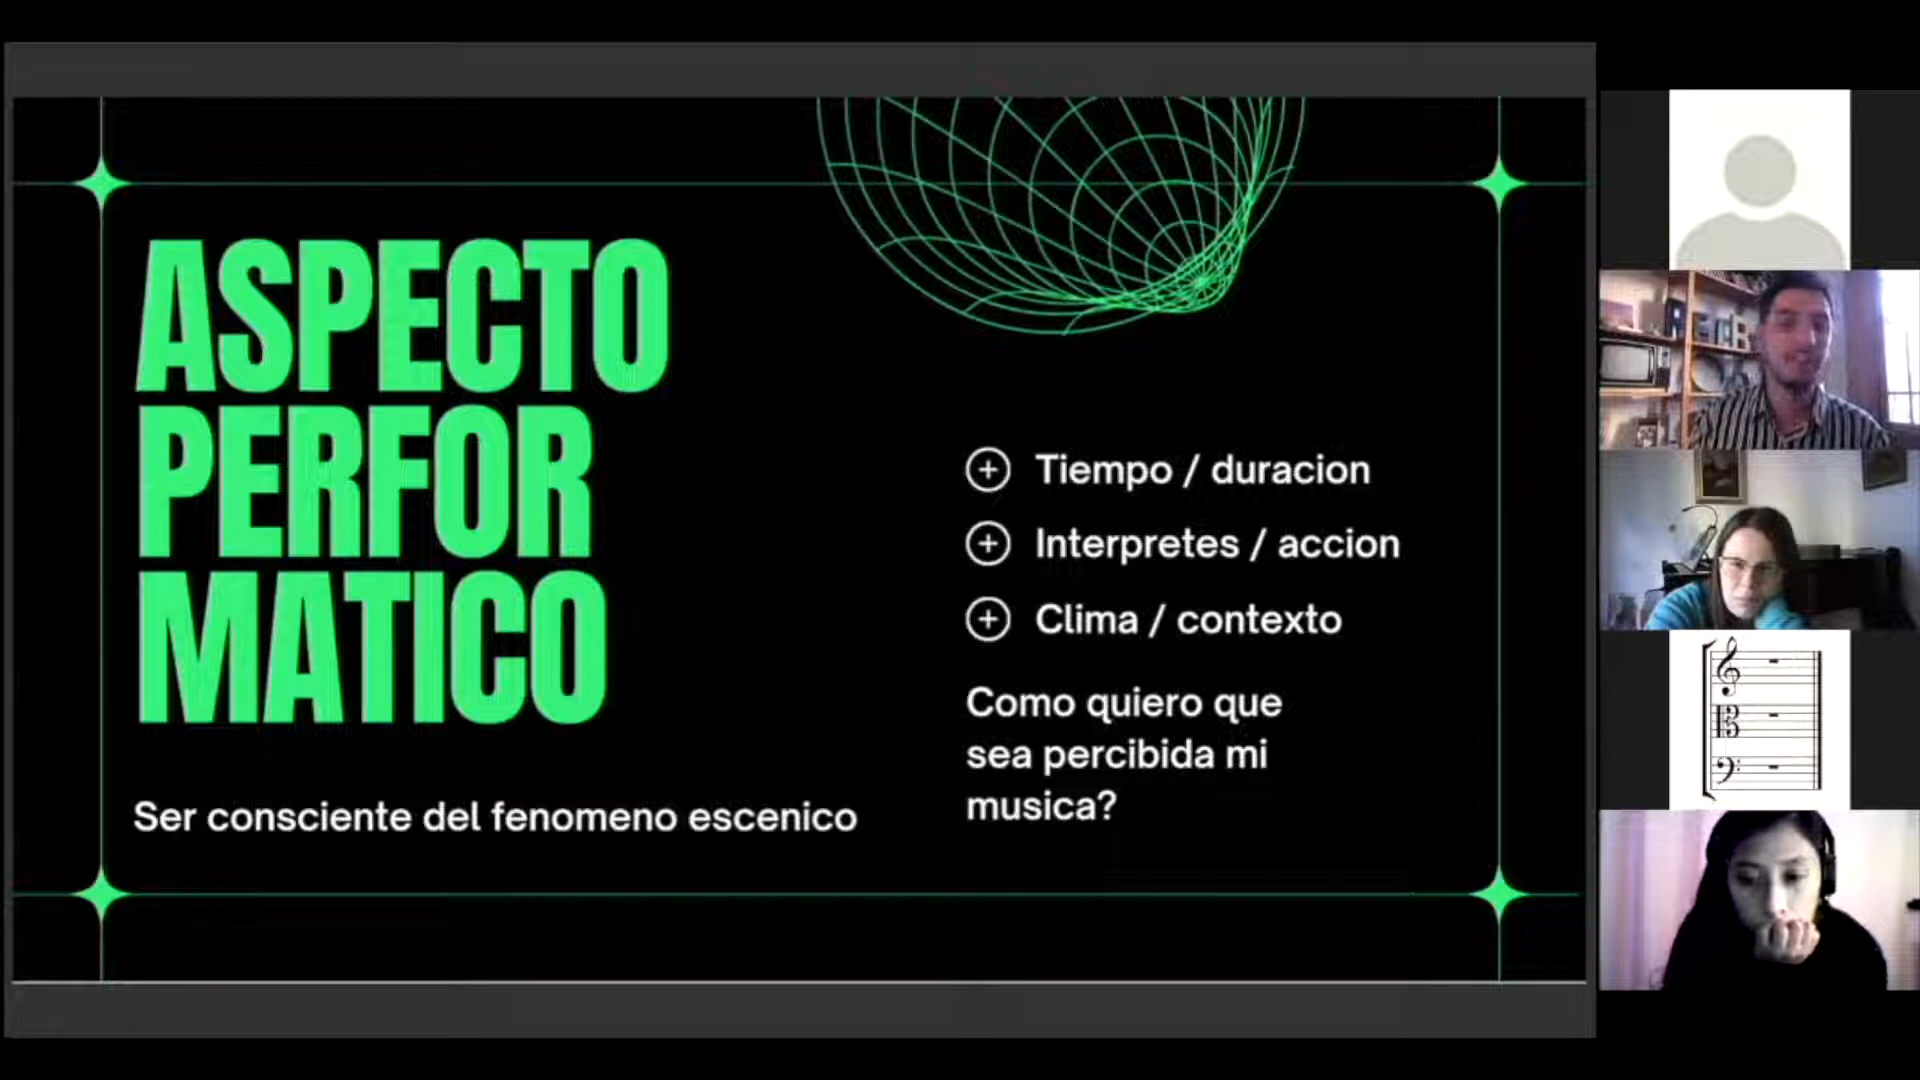 ASPECTO
PERFOR
MATICO
Ser consciente del fenomeno escenico
Tiempo / duracion
Interpretes / accion
Clima / contexto
Como quiero que
sea percibida mi
musica?